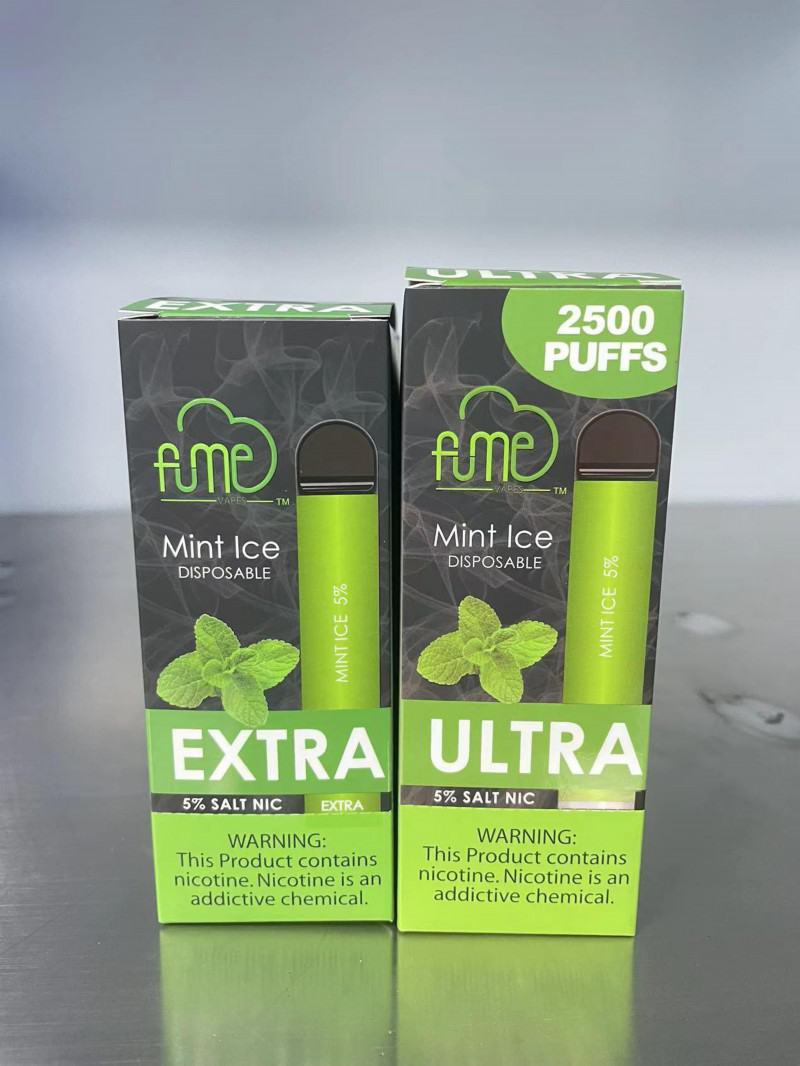 EXTRA
fume
VAPES
TM
Mint Ice
DISPOSABLE
MINT ICE 5%
EXTRA
5% SALT NIC
EXTRA
WARNING:
This Product contains
nicotine. Nicotine is an
addictive chemical.
ULTRA
2500
PUFFS
fume
VAPES
TM
Mint Ice
DISPOSABLE
MINT ICE 5%
ULTRA
5% SALT NIC
WARNING:
This Product contains
nicotine. Nicotine is an
addictive chemical.